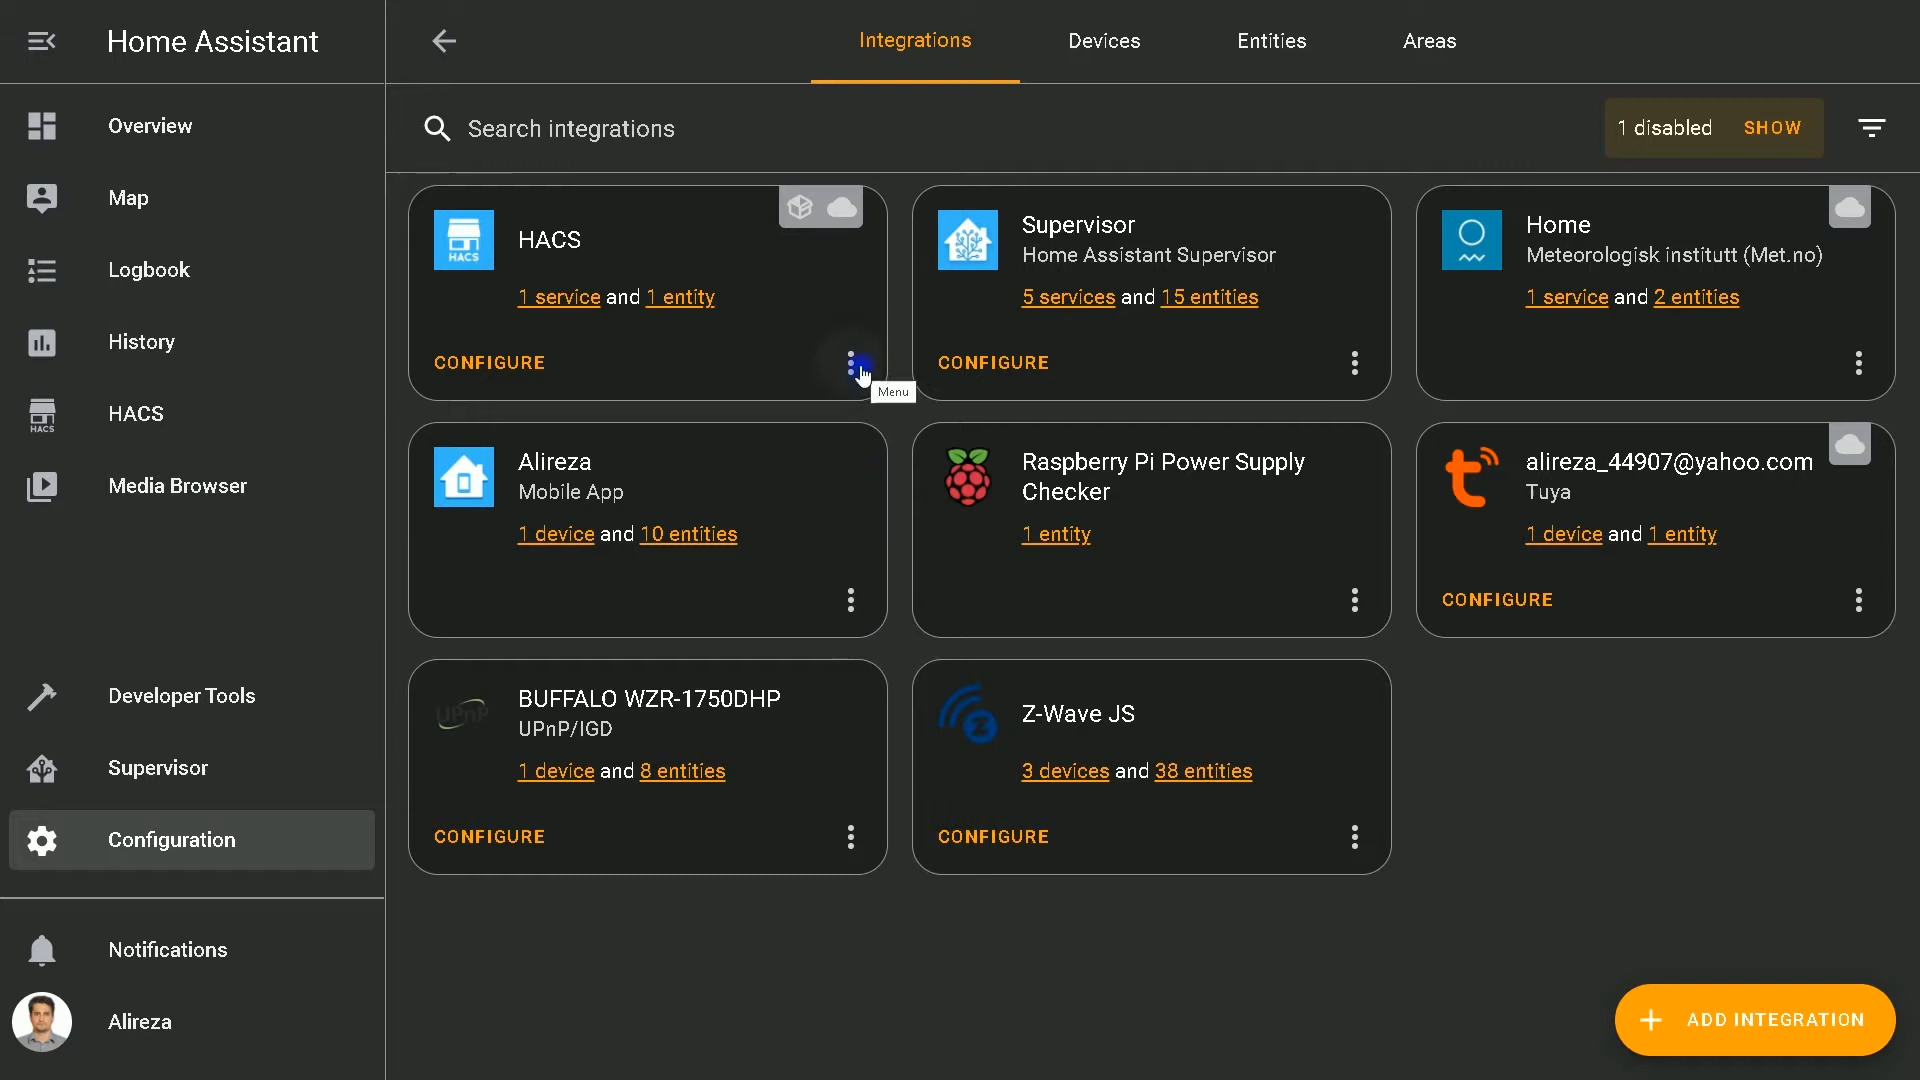 Home Assistant
Overview
Map
Logbook
History
HACS
HACS
Media Browser
Developer Tools
Supervisor
Configuration
Notifications
Alireza
Integrations
Devices
Entities
Areas
Search integrations
1 disabled SHOW
HACS
HACS
1 service and 1 entity
CONFIGURE
Menu
Supervisor
Home Assistant Supervisor
5 services and 15 entities
CONFIGURE
Home
Meteorologisk institutt (Met.no)
1 service and 2 entities
Alireza
Mobile App
1 device and 10 entities
Raspberry Pi Power Supply
Checker
1 entity
alireza_44907@yahoo.com
Tuya
1 device and 1 entity
CONFIGURE
UPnP
BUFFALO WZR-1750DHP
UPnP/IGD
1 device and 8 entities
CONFIGURE
Z-Wave JS
3 devices and 38 entities
CONFIGURE
ADD INTEGRATION